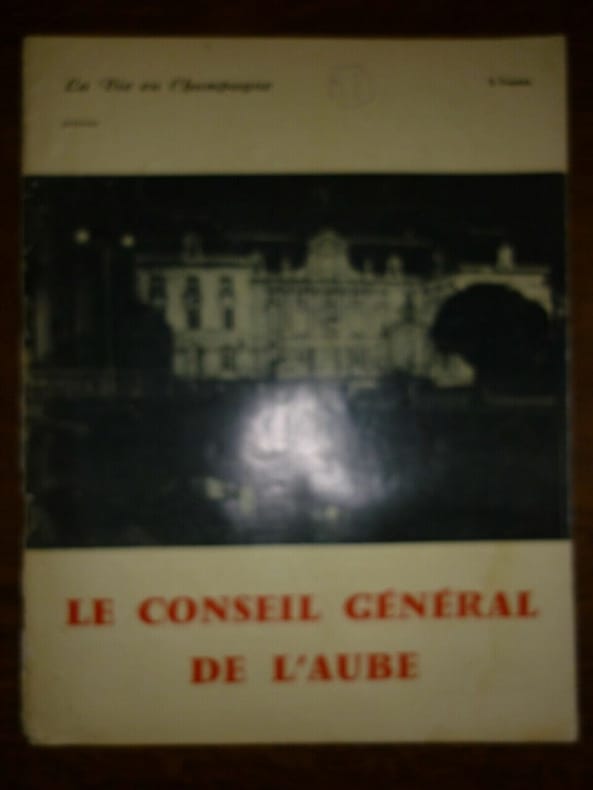 La Vie en Champagne
LE CONSEIL GÉNÉRAL
DE L'AUBE